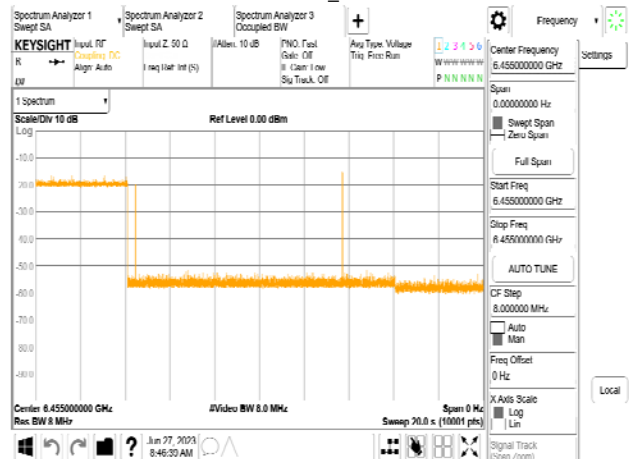 Spectrum Analyzer 1
Swept SA
Spectrum Analyzer 2
Swept SA
Spectrum Analyzer 3
Occupied BW
+
Frequency
KEYSIGHT
Input: RF
Coupling: DC
Align: Auto
Input Z: 50 Ω
Freq Ref: Int (S)
#Atten: 10 dB
PNO: Fast
Gate: Off
IF Gain: Low
Sig Track: Off
Avg Type: Voltage
Trig: Free Run
1 2 3 4 5 6
W W W W W W
P N N N N N
R
1 Spectrum
Scale/Div 10 dB
Ref Level 0.00 dBm
Log
-10.0
-20.0
-30.0
-40.0
-50.0
-60.0
-70.0
-80.0
-90.0
Center 6.455000000 GHz
#Video BW 8.0 MHz
Span 0 Hz
Res BW 8 MHz
Sweep 20.0 s (10001 pts)
Jun 27, 2023
8:46:39 AM
?
Center Frequency
6.455000000 GHz
Settings
Span
0.00000000 Hz
Swept Span
Zero Span
Full Span
Start Freq
6.455000000 GHz
Stop Freq
6.455000000 GHz
AUTO TUNE
CF Step
8.000000 MHz
Auto
Man
Freq Offset
0 Hz
X Axis Scale
Log
Lin
Local
Signal Track
(Span Zoom)